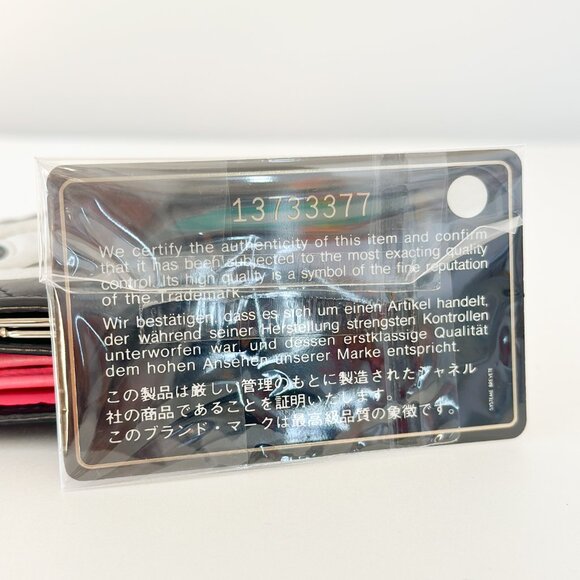 13733377
We certify the authenticity of this item and confirm
that it has been subjected to the most exacting quality
control. Its high quality is a symbol of the fine reputation
of the Trademark.
Wir bestätigen, dass es sich um einen Artikel handelt,
der während seiner Herstellung strengsten Kontrollen
unterworfen war und dessen erstklassige Qualität
dem hohen Ansehen unserer Marke entspricht.
この製品は厳しい管理のもとに製造されたシャネル
社の商品であることを証明いたします。
このブランド・マークは最高級品質の象徴です。